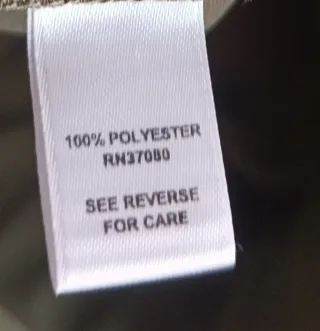 100% POLYESTER
RN37080
SEE REVERSE
FOR CARE